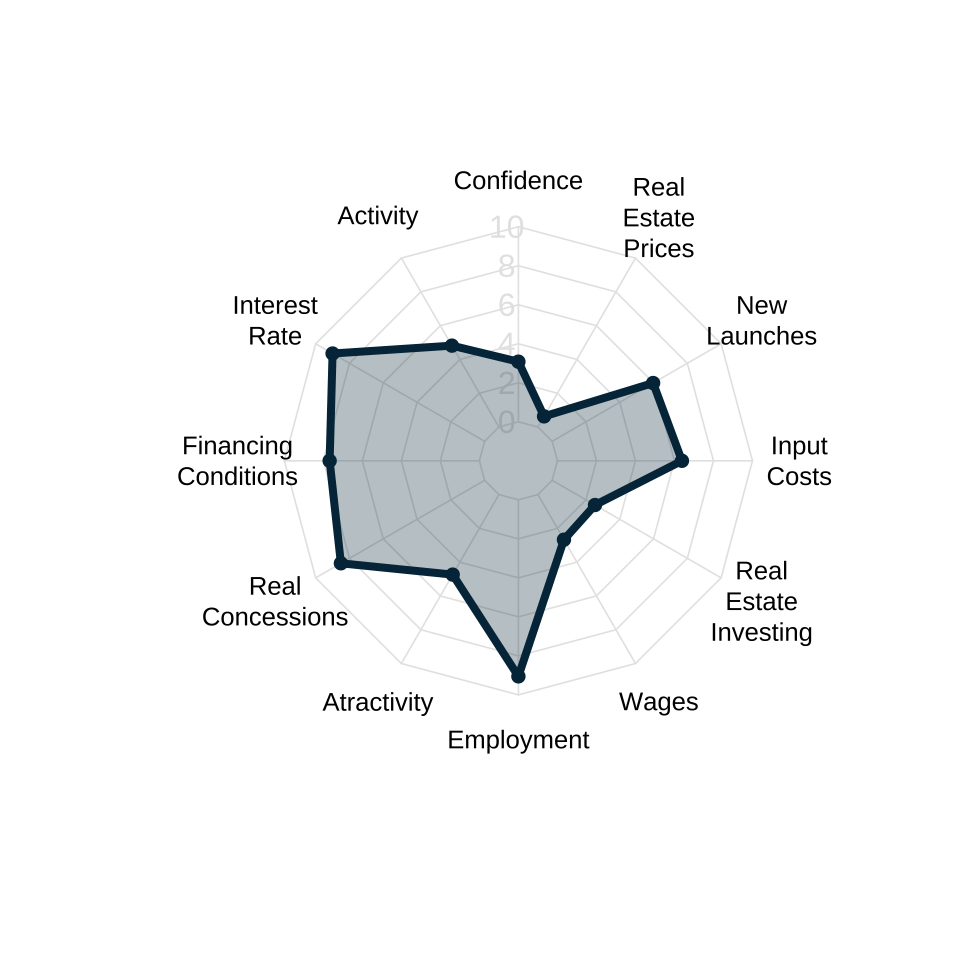 Confidence
Real
Estate
Prices
New
Launches
Input
Costs
Real
Estate
Investing
Wages
Employment
Atractivity
Real
Concessions
Financing
Conditions
Interest
Rate
Activity
10
8
6
4
2
0